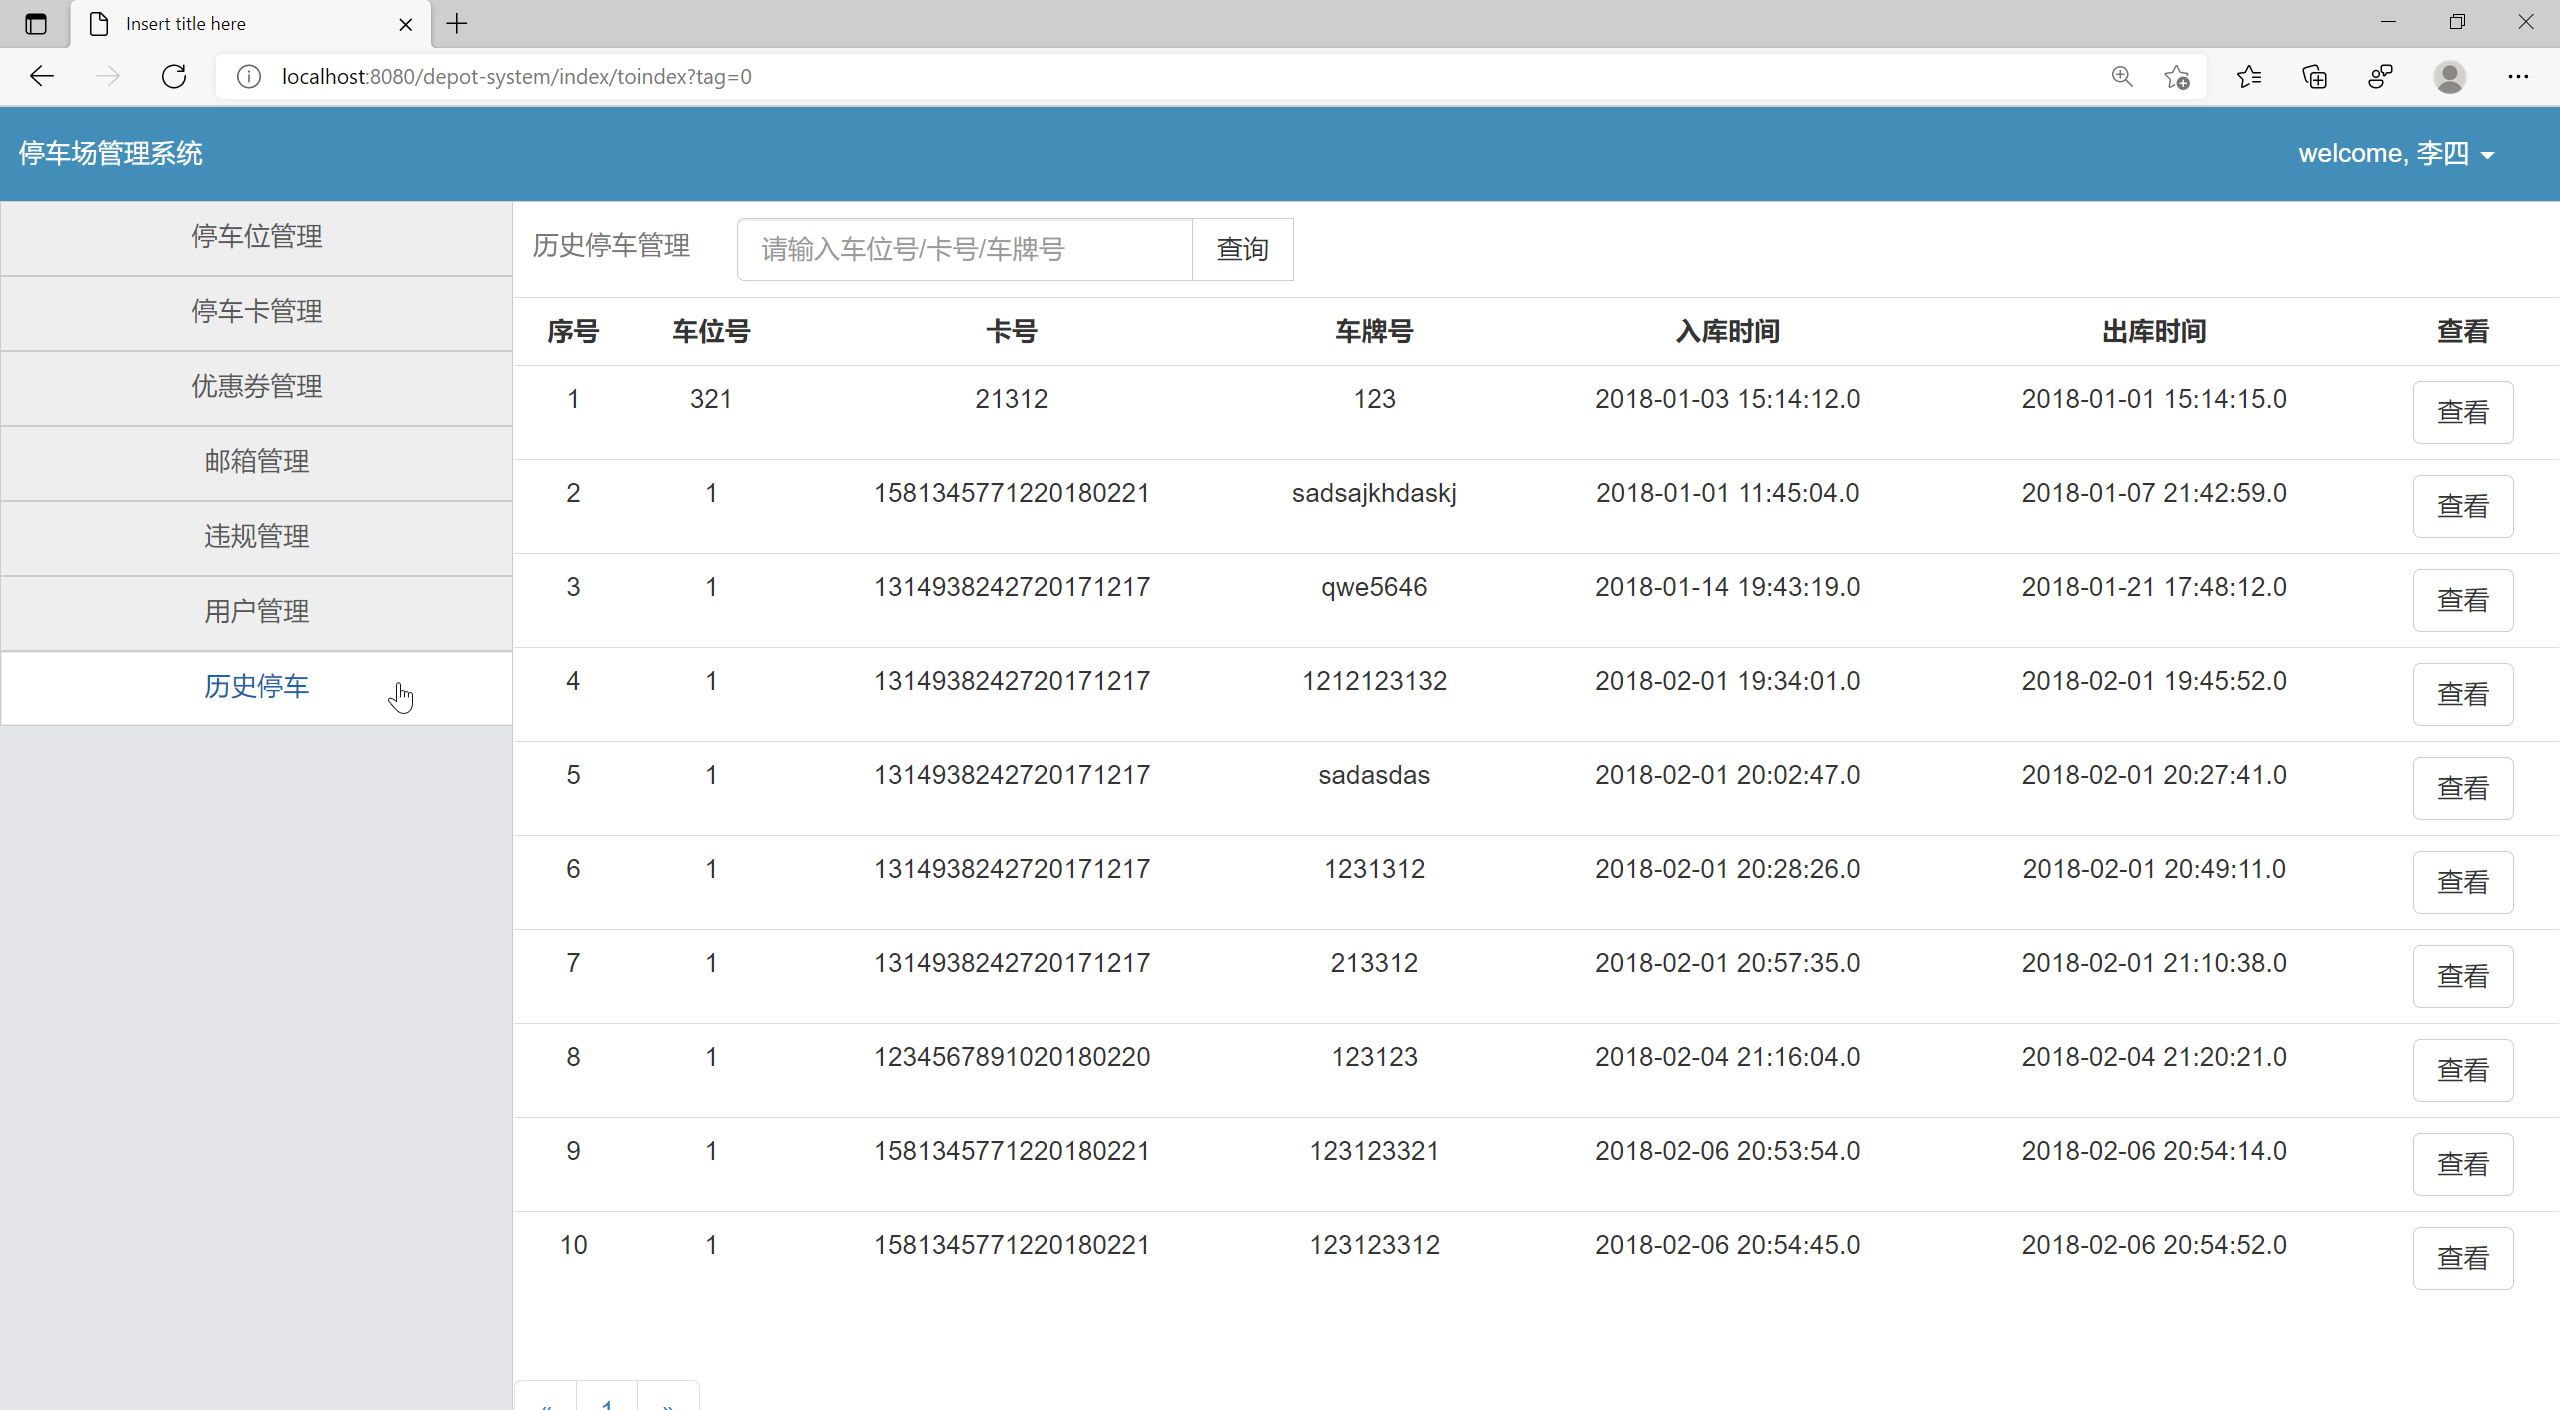 Insert title here
localhost:8080/depot-system/index/toindex?tag=0
停车场管理系统 welcome, 李四
停车位管理
停车卡管理
优惠券管理
邮箱管理
违规管理
用户管理
历史停车
历史停车管理 请输入车位号/卡号/车牌号 查询
序号 车位号 卡号 车牌号 入库时间 出库时间 查看
1 321 21312 123 2018-01-03 15:14:12.0 2018-01-01 15:14:15.0 查看
2 1 1581345771220180221 sadsajkhdaskj 2018-01-01 11:45:04.0 2018-01-07 21:42:59.0 查看
3 1 1314938242720171217 qwe5646 2018-01-14 19:43:19.0 2018-01-21 17:48:12.0 查看
4 1 1314938242720171217 1212123132 2018-02-01 19:34:01.0 2018-02-01 19:45:52.0 查看
5 1 1314938242720171217 sadasdas 2018-02-01 20:02:47.0 2018-02-01 20:27:41.0 查看
6 1 1314938242720171217 1231312 2018-02-01 20:28:26.0 2018-02-01 20:49:11.0 查看
7 1 1314938242720171217 213312 2018-02-01 20:57:35.0 2018-02-01 21:10:38.0 查看
8 1 1234567891020180220 123123 2018-02-04 21:16:04.0 2018-02-04 21:20:21.0 查看
9 1 1581345771220180221 123123321 2018-02-06 20:53:54.0 2018-02-06 20:54:14.0 查看
10 1 1581345771220180221 123123312 2018-02-06 20:54:45.0 2018-02-06 20:54:52.0 查看
« 1 »